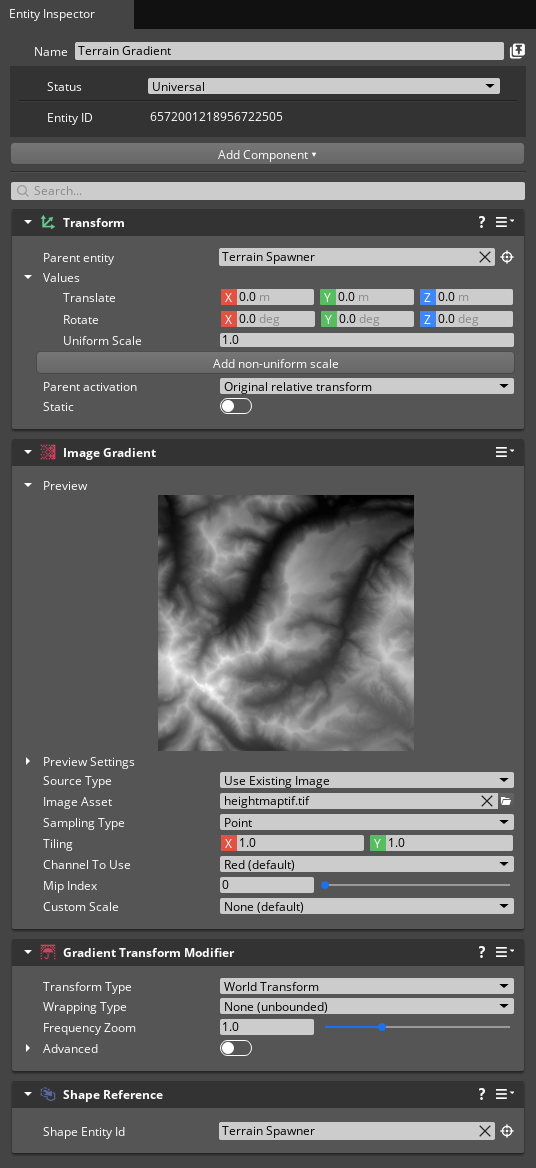 Entity Inspector
Name Terrain Gradient
Status Universal
Entity ID 6572001218956722505
Add Component
Search...
Transform ?
Parent entity Terrain Spawner
Values
Translate X 0.0 m Y 0.0 m Z 0.0 m
Rotate X 0.0 deg Y 0.0 deg Z 0.0 deg
Uniform Scale 1.0
Add non-uniform scale
Parent activation Original relative transform
Static
Image Gradient
Preview
Preview Settings
Source Type Use Existing Image
Image Asset heightmaptif.tif
Sampling Type Point
Tiling X 1.0 Y 1.0
Channel To Use Red (default)
Mip Index 0
Custom Scale None (default)
Gradient Transform Modifier ?
Transform Type World Transform
Wrapping Type None (unbounded)
Frequency Zoom 1.0
Advanced
Shape Reference ?
Shape Entity Id Terrain Spawner